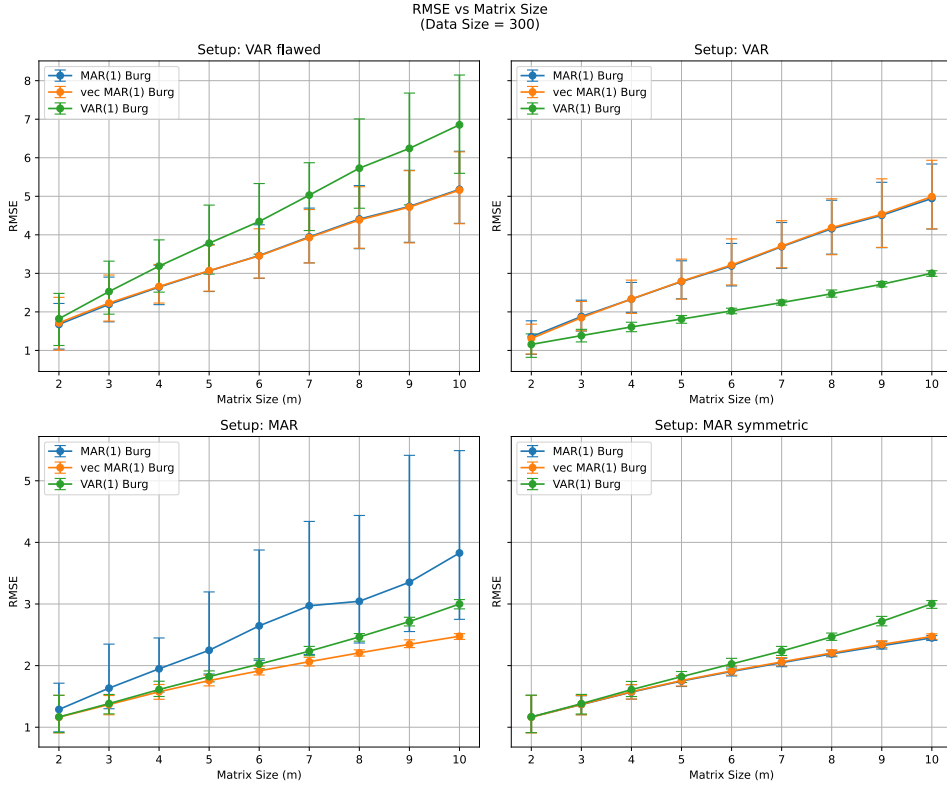 RMSE vs Matrix Size
(Data Size = 300)
Setup: VAR flawed
MAR(1) Burg
vec MAR(1) Burg
VAR(1) Burg
RMSE
8
7
6
5
4
3
2
1
2 3 4 5 6 7 8 9 10
Matrix Size (m)
Setup: VAR
MAR(1) Burg
vec MAR(1) Burg
VAR(1) Burg
RMSE
2 3 4 5 6 7 8 9 10
Matrix Size (m)
Setup: MAR
MAR(1) Burg
vec MAR(1) Burg
VAR(1) Burg
RMSE
5
4
3
2
1
2 3 4 5 6 7 8 9 10
Matrix Size (m)
Setup: MAR symmetric
MAR(1) Burg
vec MAR(1) Burg
VAR(1) Burg
RMSE
2 3 4 5 6 7 8 9 10
Matrix Size (m)